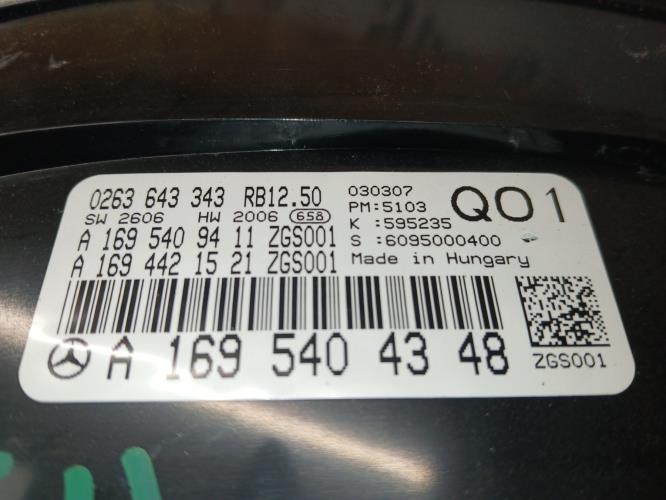 0263 643 343 RB12.50
SW 2606 HW 2006 658
A 169 540 94 11 ZGS001
A 169 442 15 21 ZGS001
030307
PM:5103
K : 595235
S : 6095000400
Made in Hungary
Q01
A 169 540 43 48
ZGS001